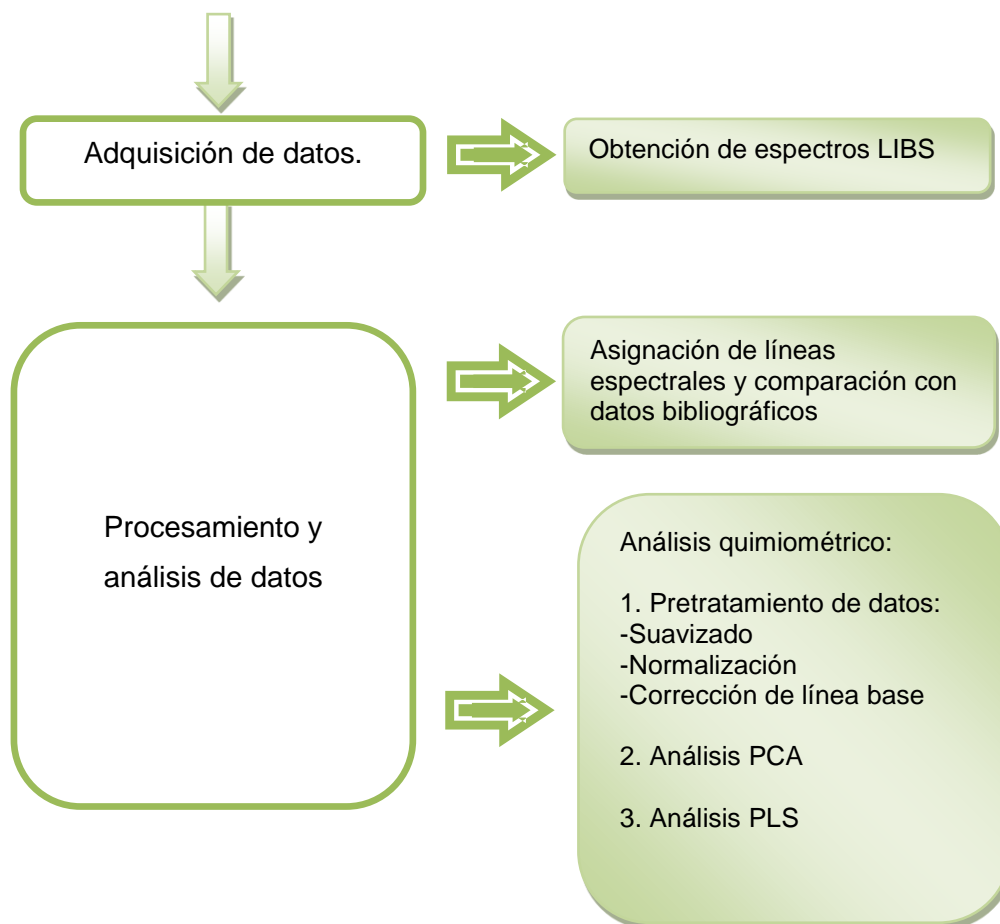 Adquisición de datos.
Obtención de espectros LIBS
Asignación de líneas
espectrales y comparación con
datos bibliográficos
Procesamiento y
análisis de datos
Análisis quimiométrico:
1. Pretratamiento de datos:
-Suavizado
-Normalización
-Corrección de línea base
2. Análisis PCA
3. Análisis PLS